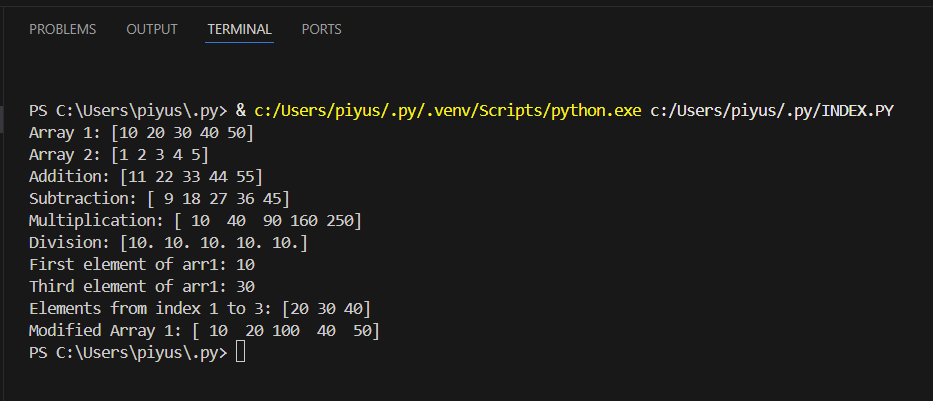 PROBLEMS OUTPUT TERMINAL PORTS
PS C:\Users\piyus\.py> & c:/Users/piyus/.py/.venv/Scripts/python.exe c:/Users/piyus/.py/INDEX.PY
Array 1: [10 20 30 40 50]
Array 2: [1 2 3 4 5]
Addition: [11 22 33 44 55]
Subtraction: [ 9 18 27 36 45]
Multiplication: [ 10  40  90 160 250]
Division: [10. 10. 10. 10. 10.]
First element of arr1: 10
Third element of arr1: 30
Elements from index 1 to 3: [20 30 40]
Modified Array 1: [ 10  20 100  40  50]
PS C:\Users\piyus\.py>